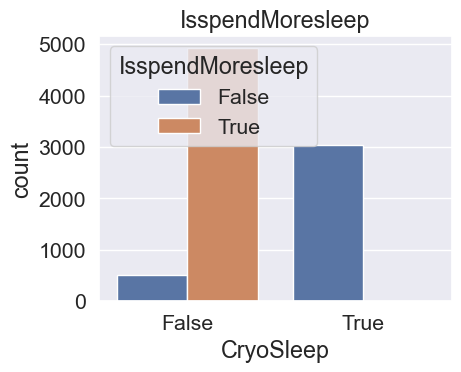 IsspendMoresleep
5000
4000
3000
2000
1000
0
count
IsspendMoresleep
False
True
False True
CryoSleep